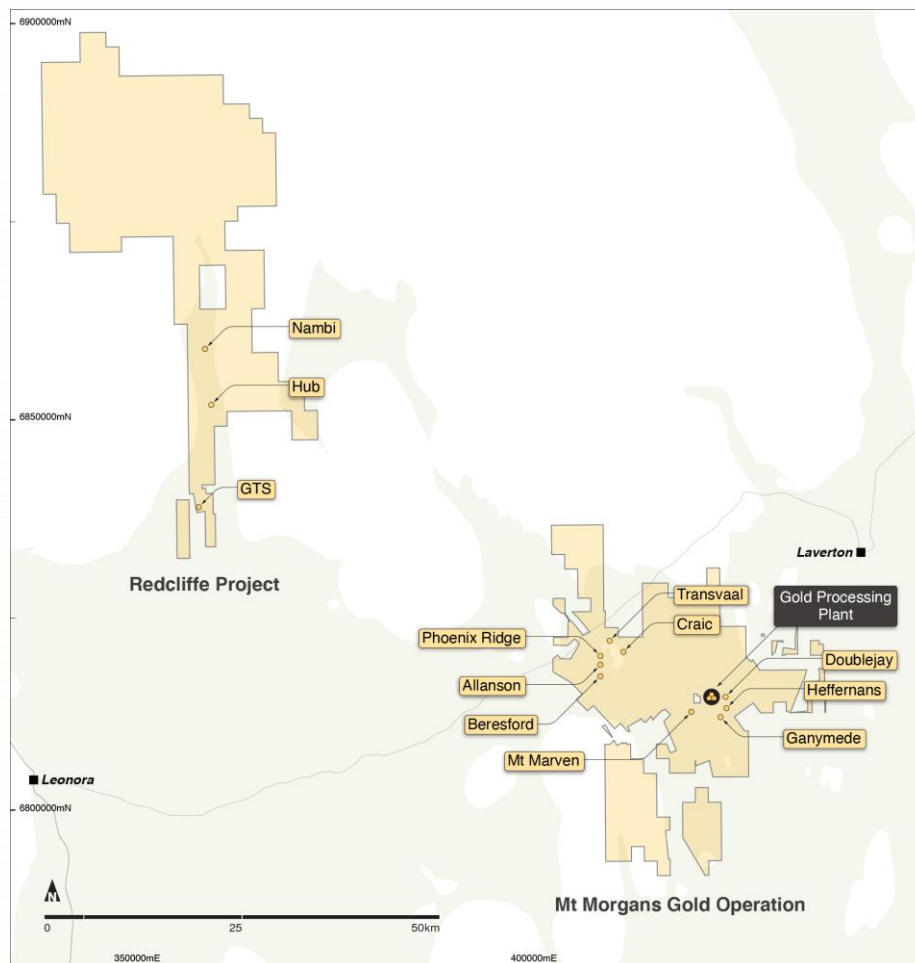 6900000mN
Nambi
Hub
6850000mN
GTS
Laverton
Redcliffe Project
Gold Processing
Plant
Transvaal
Craic
Phoenix Ridge
Doublejay
Allanson
Heffernans
Beresford
Ganymede
Mt Marven
Leonora
6800000mN
N
Mt Morgans Gold Operation
0 25 50km
350000mE 400000mE